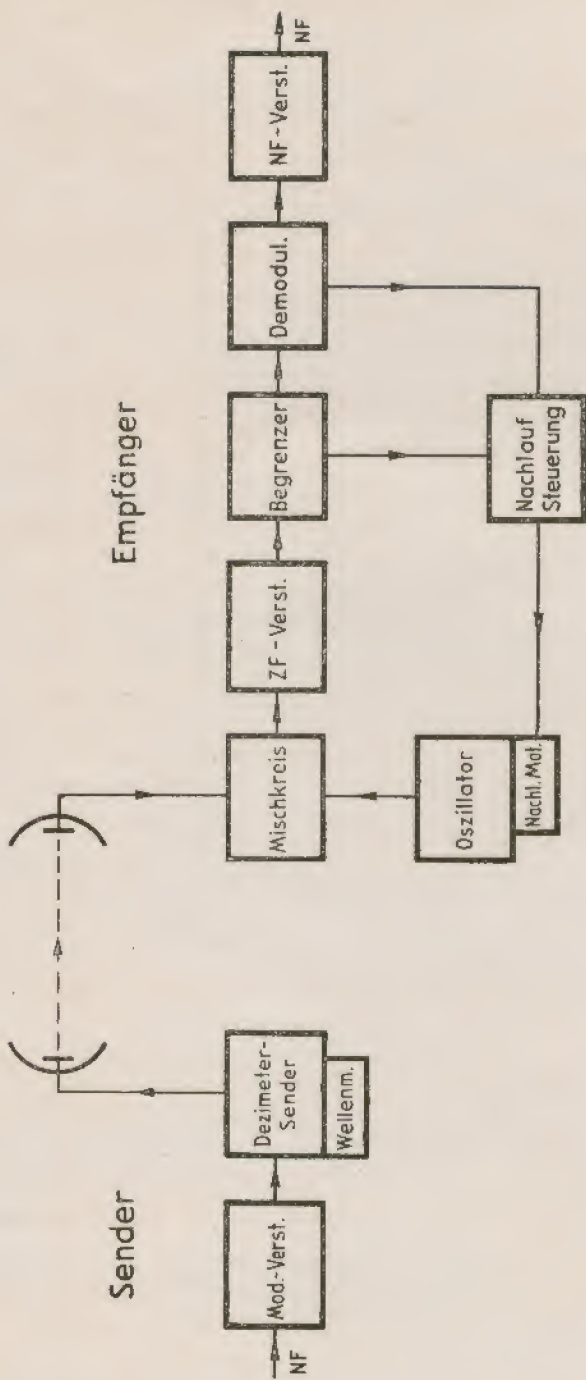 Sender
Empfänger
NF
Mod.-Verst.
Dezimeter-
Sender
Wellenm.
Mischkreis
ZF-Verst.
Begrenzer
Demodul.
NF-Verst.
NF
Oszillator
Nachl. Mot.
Nachlauf
Steuerung